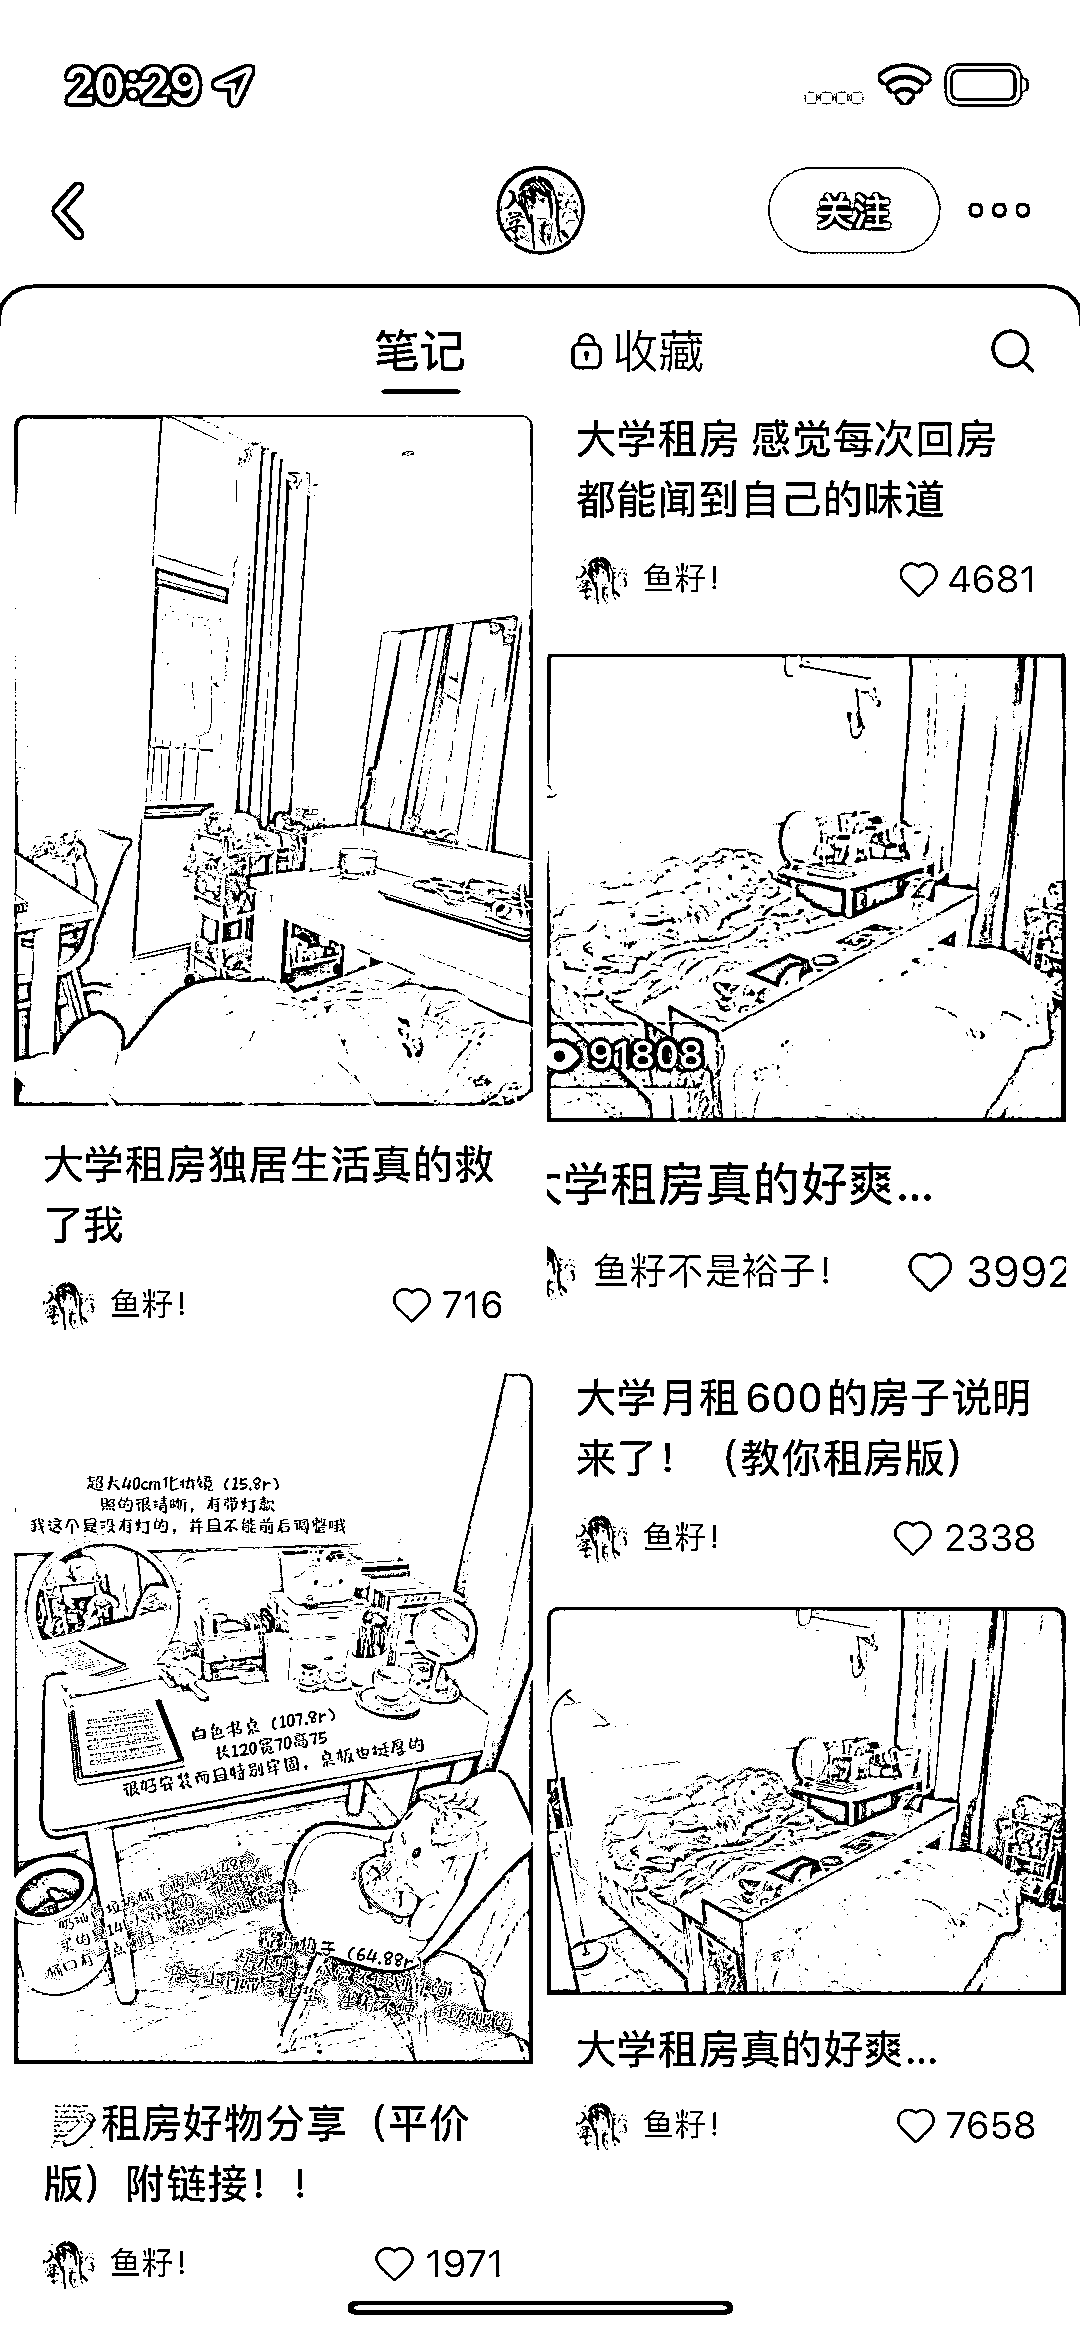 20:29
关注
笔记
收藏
大学租房 感觉每次回房
都能闻到自己的味道
鱼籽!
4681
91808
大学租房独居生活真的救
了我
鱼籽!
716
学租房真的好爽...
鱼籽不是裕子!
3992
大学月租600的房子说明
来了！（教你租房版）
鱼籽!
2338
超大40cm化妆镜（15.8r）
照的很清晰，有带灯款
我这个是没有灯的，并且不能前后调整哦
白色书桌（107.8r）
长120宽70高75
很好安装而且特别牢固，桌板也挺厚的
（64.88r
大学租房真的好爽...
鱼籽!
7658
租房好物分享（平价
版）附链接！！
鱼籽!
1971